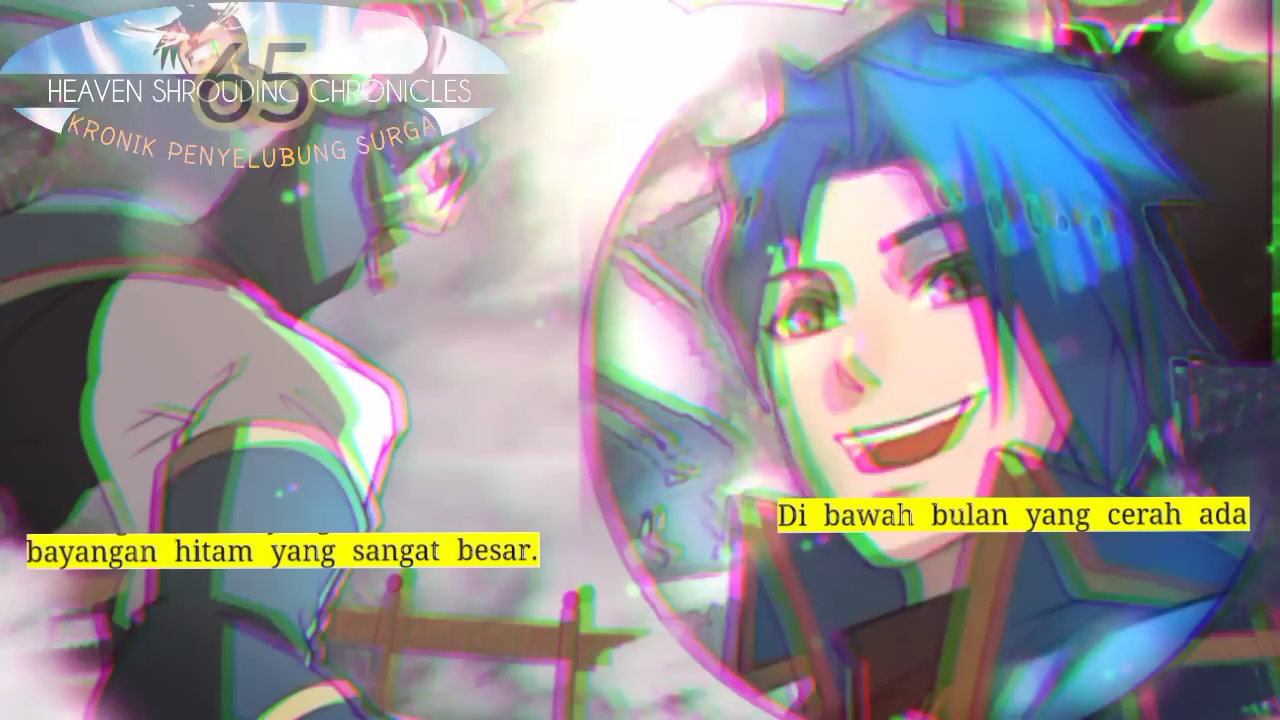 65
HEAVEN SHROUDING CHRONICLES
KRONIK PENYELUBUNG SURGA
Di bawah bulan yang cerah ada
bayangan hitam yang sangat besar.